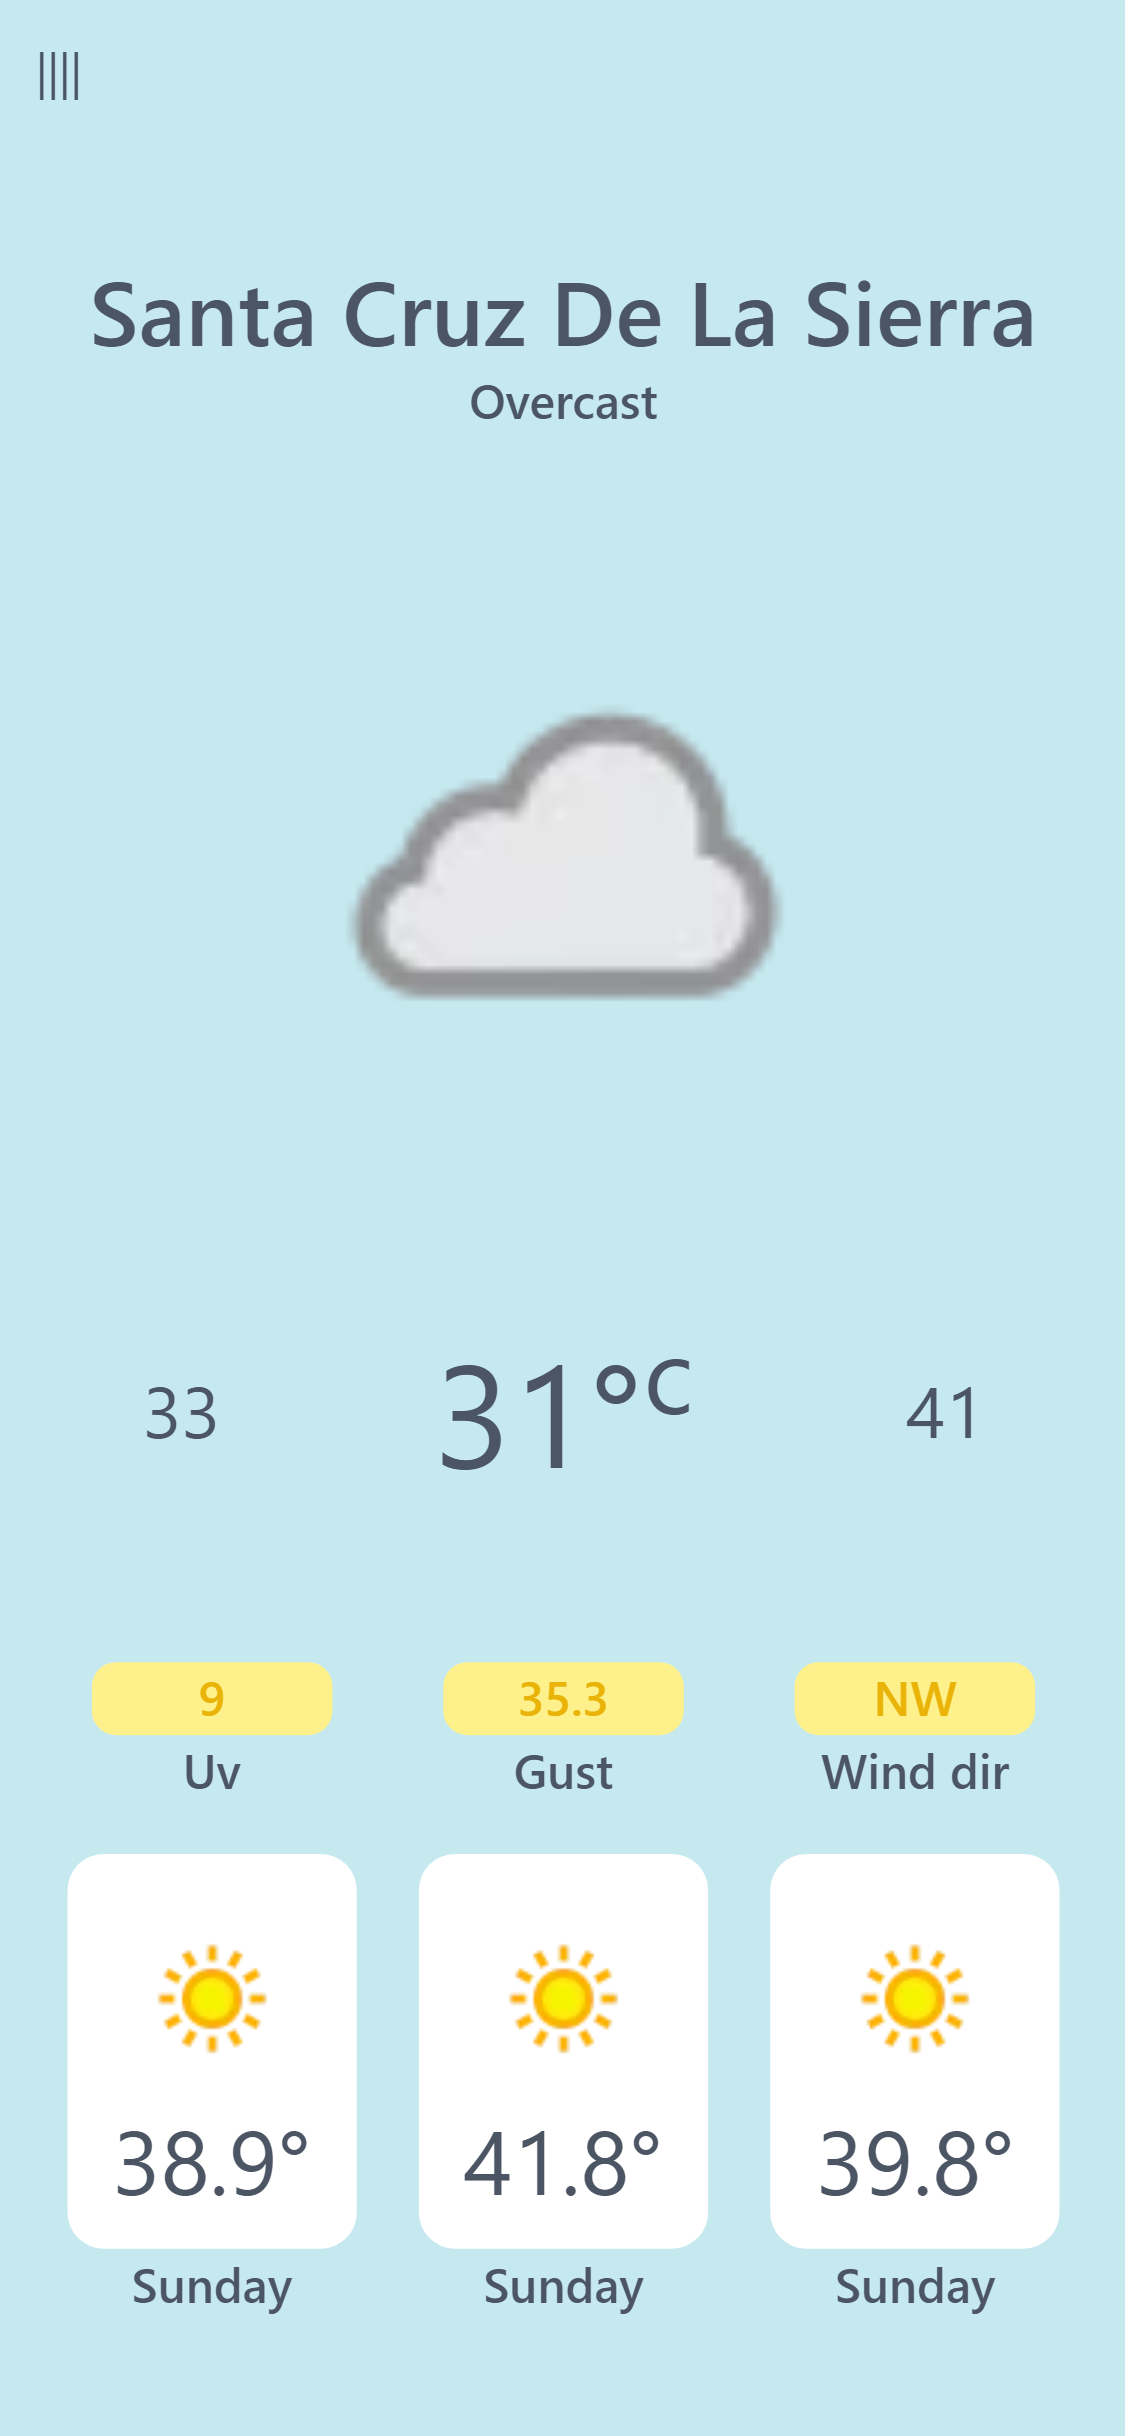 Santa Cruz De La Sierra
Overcast
33 31°C 41
9 35.3 NW
Uv Gust Wind dir
38.9° 41.8° 39.8°
Sunday Sunday Sunday